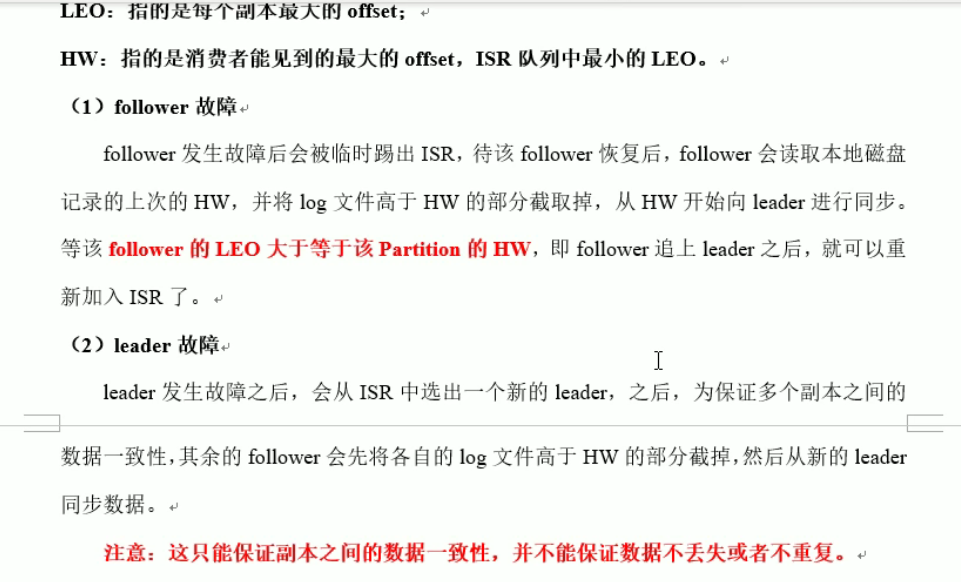 LEO：指的是每个副本最大的 offset；
HW：指的是消费者能见到的最大的 offset，ISR 队列中最小的 LEO。
（1）follower 故障
follower 发生故障后会被临时踢出 ISR，待该 follower 恢复后，follower 会读取本地磁盘
记录的上次的 HW，并将 log 文件高于 HW 的部分截取掉，从 HW 开始向 leader 进行同步。
等该 follower 的 LEO 大于等于该 Partition 的 HW，即 follower 追上 leader 之后，就可以重
新加入 ISR 了。
（2）leader 故障
leader 发生故障之后，会从 ISR 中选出一个新的 leader，之后，为保证多个副本之间的
数据一致性，其余的 follower 会先将各自的 log 文件高于 HW 的部分截掉，然后从新的 leader
同步数据。
注意：这只能保证副本之间的数据一致性，并不能保证数据不丢失或者不重复。